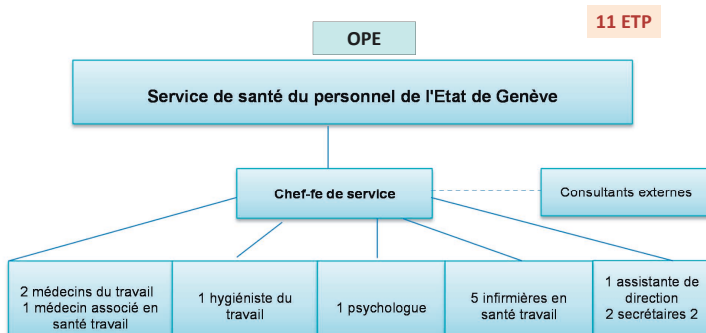 OPE
11 ETP
Service de santé du personnel de l'Etat de Genève
Chef-fe de service
Consultants externes
2 médecins du travail
1 médecin associé en
santé travail
1 hygiéniste du
travail
1 psychologue
5 infirmières en
santé travail
1 assistante de
direction
2 secrétaires 2